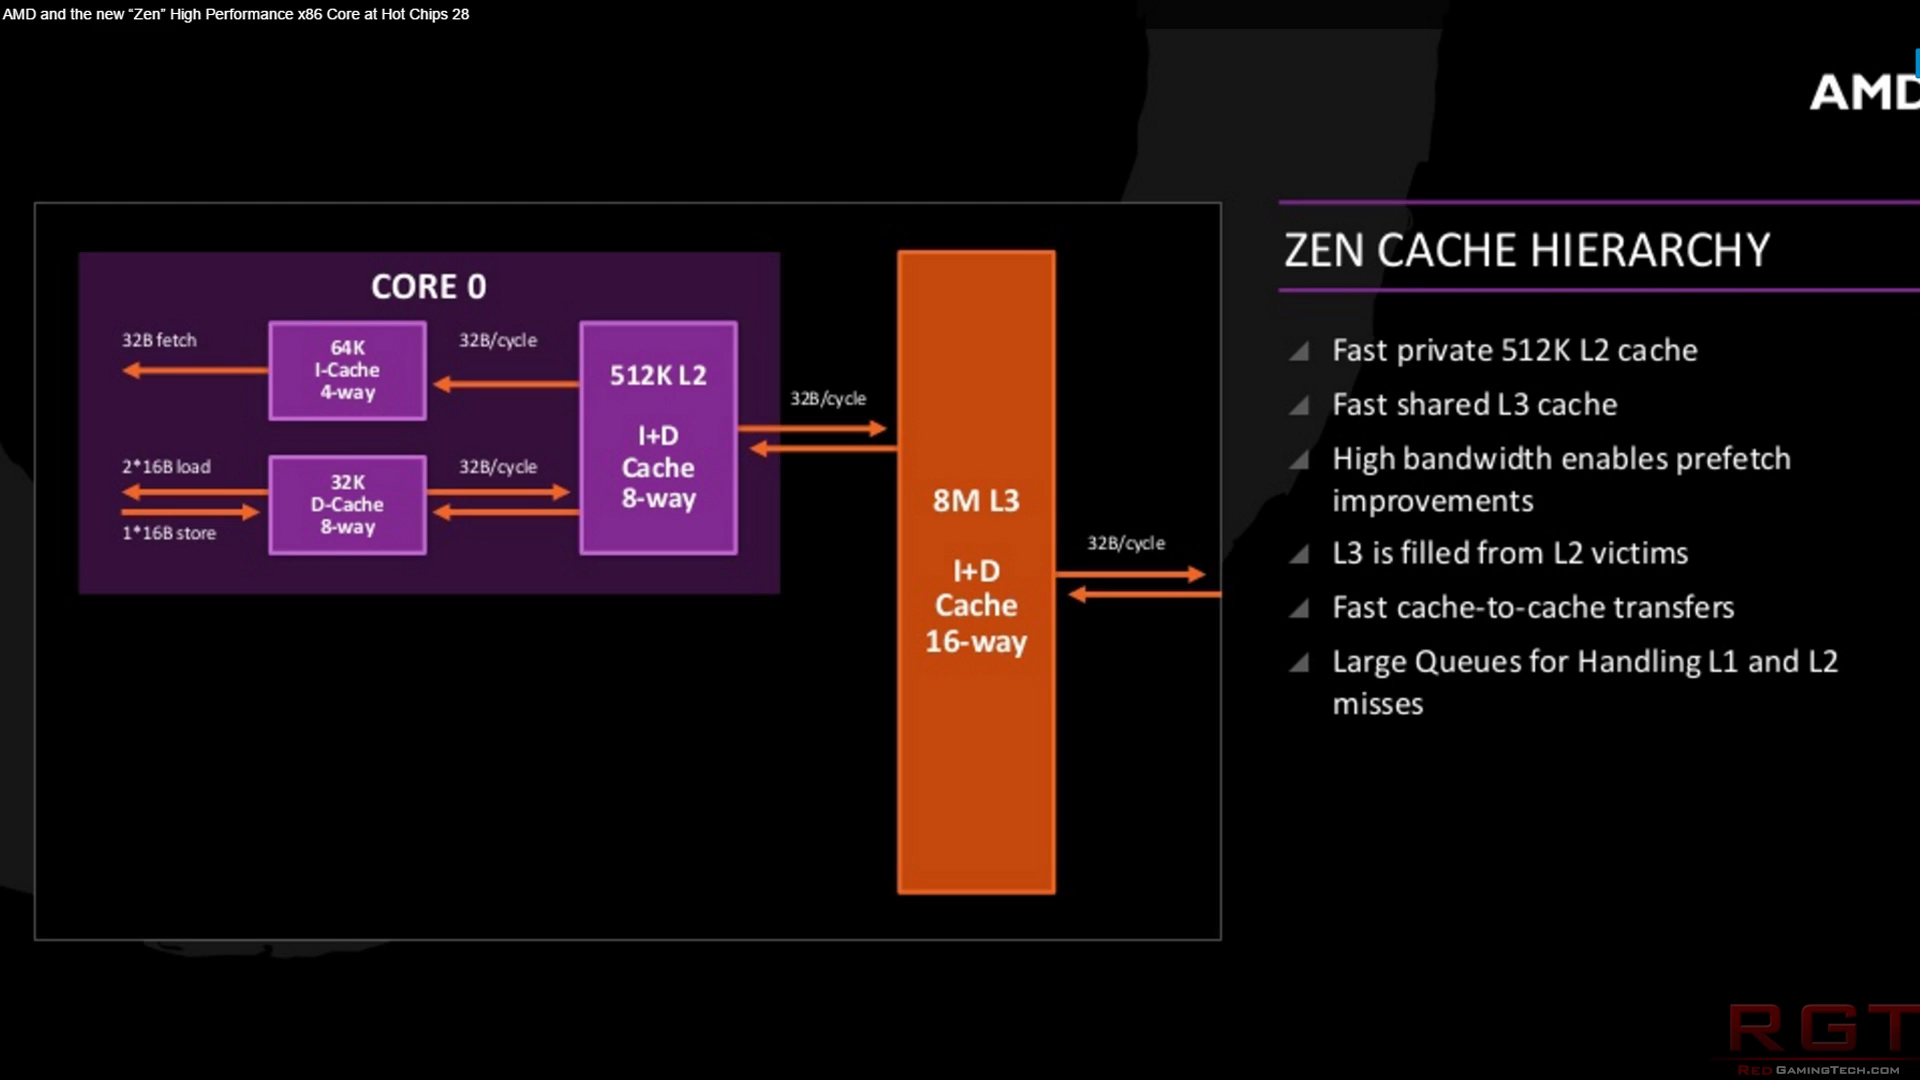 AMD and the new “Zen” High Performance x86 Core at Hot Chips 28
AMD
ZEN CACHE HIERARCHY
CORE 0
32B fetch
64K
I-Cache
4-way
32B/cycle
2*16B load
1*16B store
32K
D-Cache
8-way
32B/cycle
512K L2
I+D
Cache
8-way
32B/cycle
8M L3
I+D
Cache
16-way
32B/cycle
Fast private 512K L2 cache
Fast shared L3 cache
High bandwidth enables prefetch
improvements
L3 is filled from L2 victims
Fast cache-to-cache transfers
Large Queues for Handling L1 and L2
misses
RGT
REDGAMINGTECH.COM